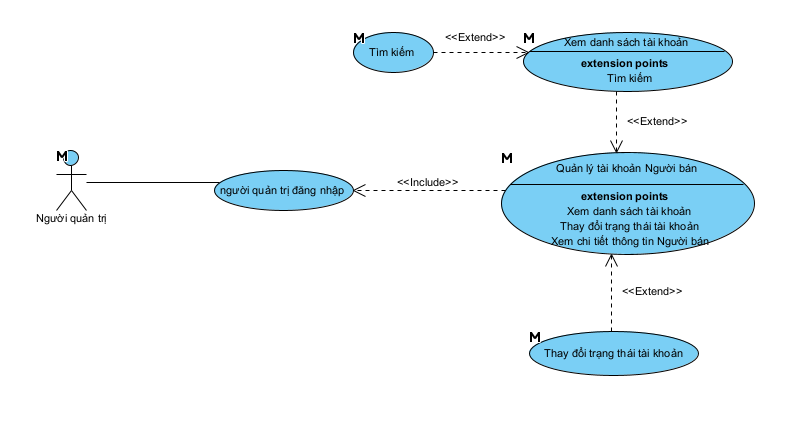 <<Extend>>
M
M
Xem danh sách tài khoản
Tìm kiếm
extension points
Tìm kiếm
<<Extend>>
M
M
Quản lý tài khoản Người bán
<<Include>>
người quản trị đăng nhập
extension points
Xem danh sách tài khoản
Người quản trị
Thay đổi trạng thái tài khoản
Xem chi tiết thông tin Người bán
<<Extend>>
M
Thay đổi trạng thái tài khoản